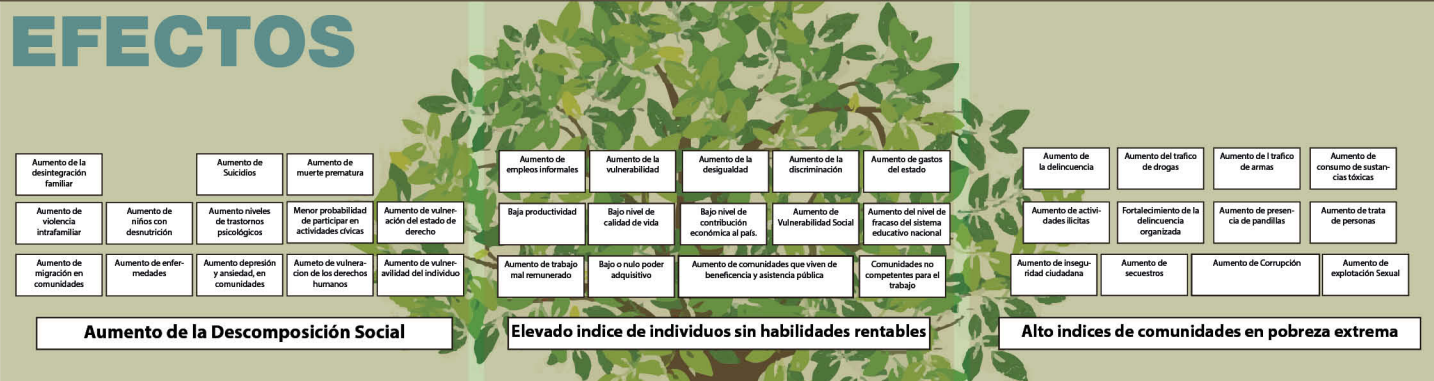 EFECTOS
Aumento de la
desintegración
familiar
Aumento de
Suicidios
Aumento de
muerte prematura
Aumento de
violencia
intrafamiliar
Aumento de
niños con
desnutrición
Aumento niveles
de trastornos
psicológicos
Menor probabilidad
de participar en
actividades cívicas
Aumento de vulner-
ación del estado de
derecho
Aumento de
migración en
comunidades
Aumento de enfer-
medades
Aumento depresión
y ansiedad, en
comunidades
Aumeto de vulnera-
cion de los derechos
humanos
Aumento de vulner-
avilidad del individuo
Aumento de la Descomposición Social
Aumento de
empleos informales
Aumento de la
vulnerabilidad
Aumento de la
desigualdad
Aumento de la
discriminación
Aumento de gastos
del estado
Baja productividad
Bajo nivel de
calidad de vida
Bajo nivel de
contribución
económica al país.
Aumento de
Vulnerabilidad Social
Aumento del nivel de
fracaso del sistema
educativo nacional
Aumento de trabajo
mal remunerado
Bajo o nulo poder
adquisitivo
Aumento de comunidades que viven de
beneficencia y asistencia pública
Comunidades no
competentes para el
trabajo
Elevado indice de individuos sin habilidades rentables
Aumento de
la delincuencia
Aumento del trafico
de drogas
Aumento de l trafico
de armas
Aumento de
consumo de sustan-
cias tóxicas
Aumento de activi-
dades ilicitas
Fortalecimiento de la
delincuencia
organizada
Aumento de presen-
cia de pandillas
Aumento de trata
de personas
Aumento de insegu-
ridad ciudadana
Aumento de
secuestros
Aumento de Corrupción
Aumento de
explotación Sexual
Alto indices de comunidades en pobreza extrema